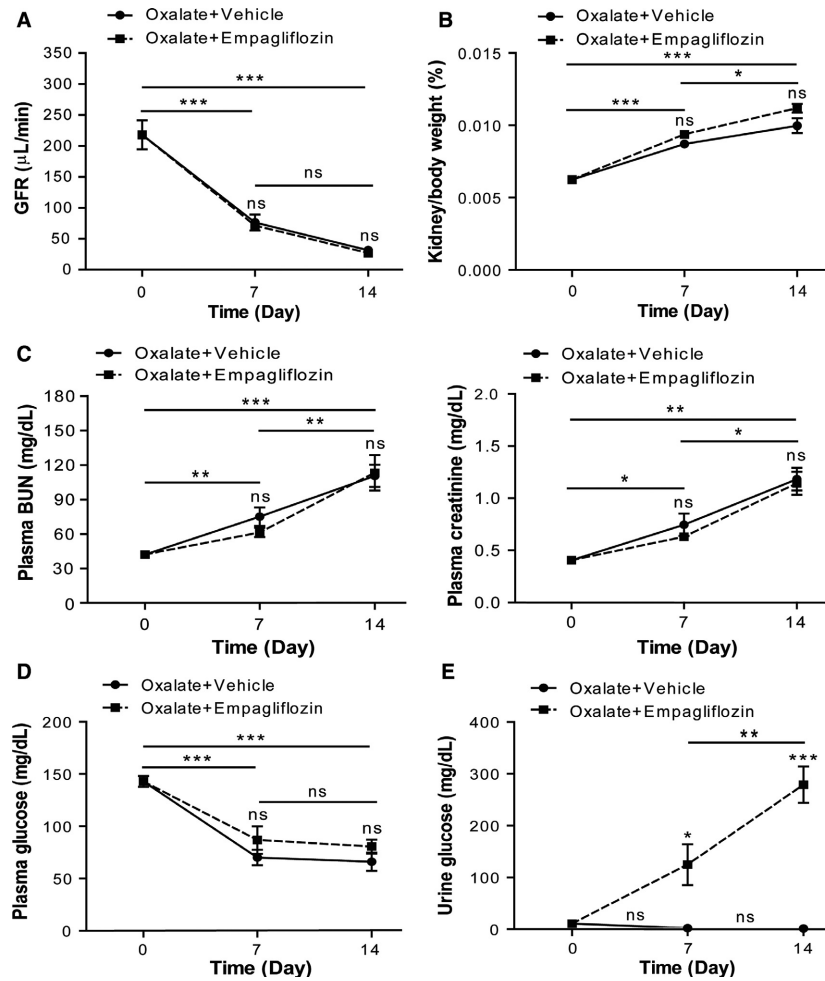 A
Oxalate+Vehicle
Oxalate+Empagliflozin
350
300
250
200
150
100
50
0
GFR (µL/min)
***
***
ns
ns
ns
0 7 14
Time (Day)
B
Oxalate+Vehicle
Oxalate+Empagliflozin
0.015
0.010
0.005
0.000
Kidney/body weight (%)
***
*
***
ns
ns
0 7 14
Time (Day)
C
Oxalate+Vehicle
Oxalate+Empagliflozin
180
150
120
90
60
30
0
Plasma BUN (mg/dL)
***
**
**
ns
ns
0 7 14
Time (Day)
Oxalate+Vehicle
Oxalate+Empagliflozin
2.0
1.5
1.0
0.5
0.0
Plasma creatinine (mg/dL)
**
*
*
ns
ns
0 7 14
Time (Day)
D
Oxalate+Vehicle
Oxalate+Empagliflozin
200
150
100
50
0
Plasma glucose (mg/dL)
***
***
ns
ns
ns
0 7 14
Time (Day)
E
Oxalate+Vehicle
Oxalate+Empagliflozin
400
300
200
100
0
Urine glucose (mg/dL)
**
***
*
ns ns
0 7 14
Time (Day)